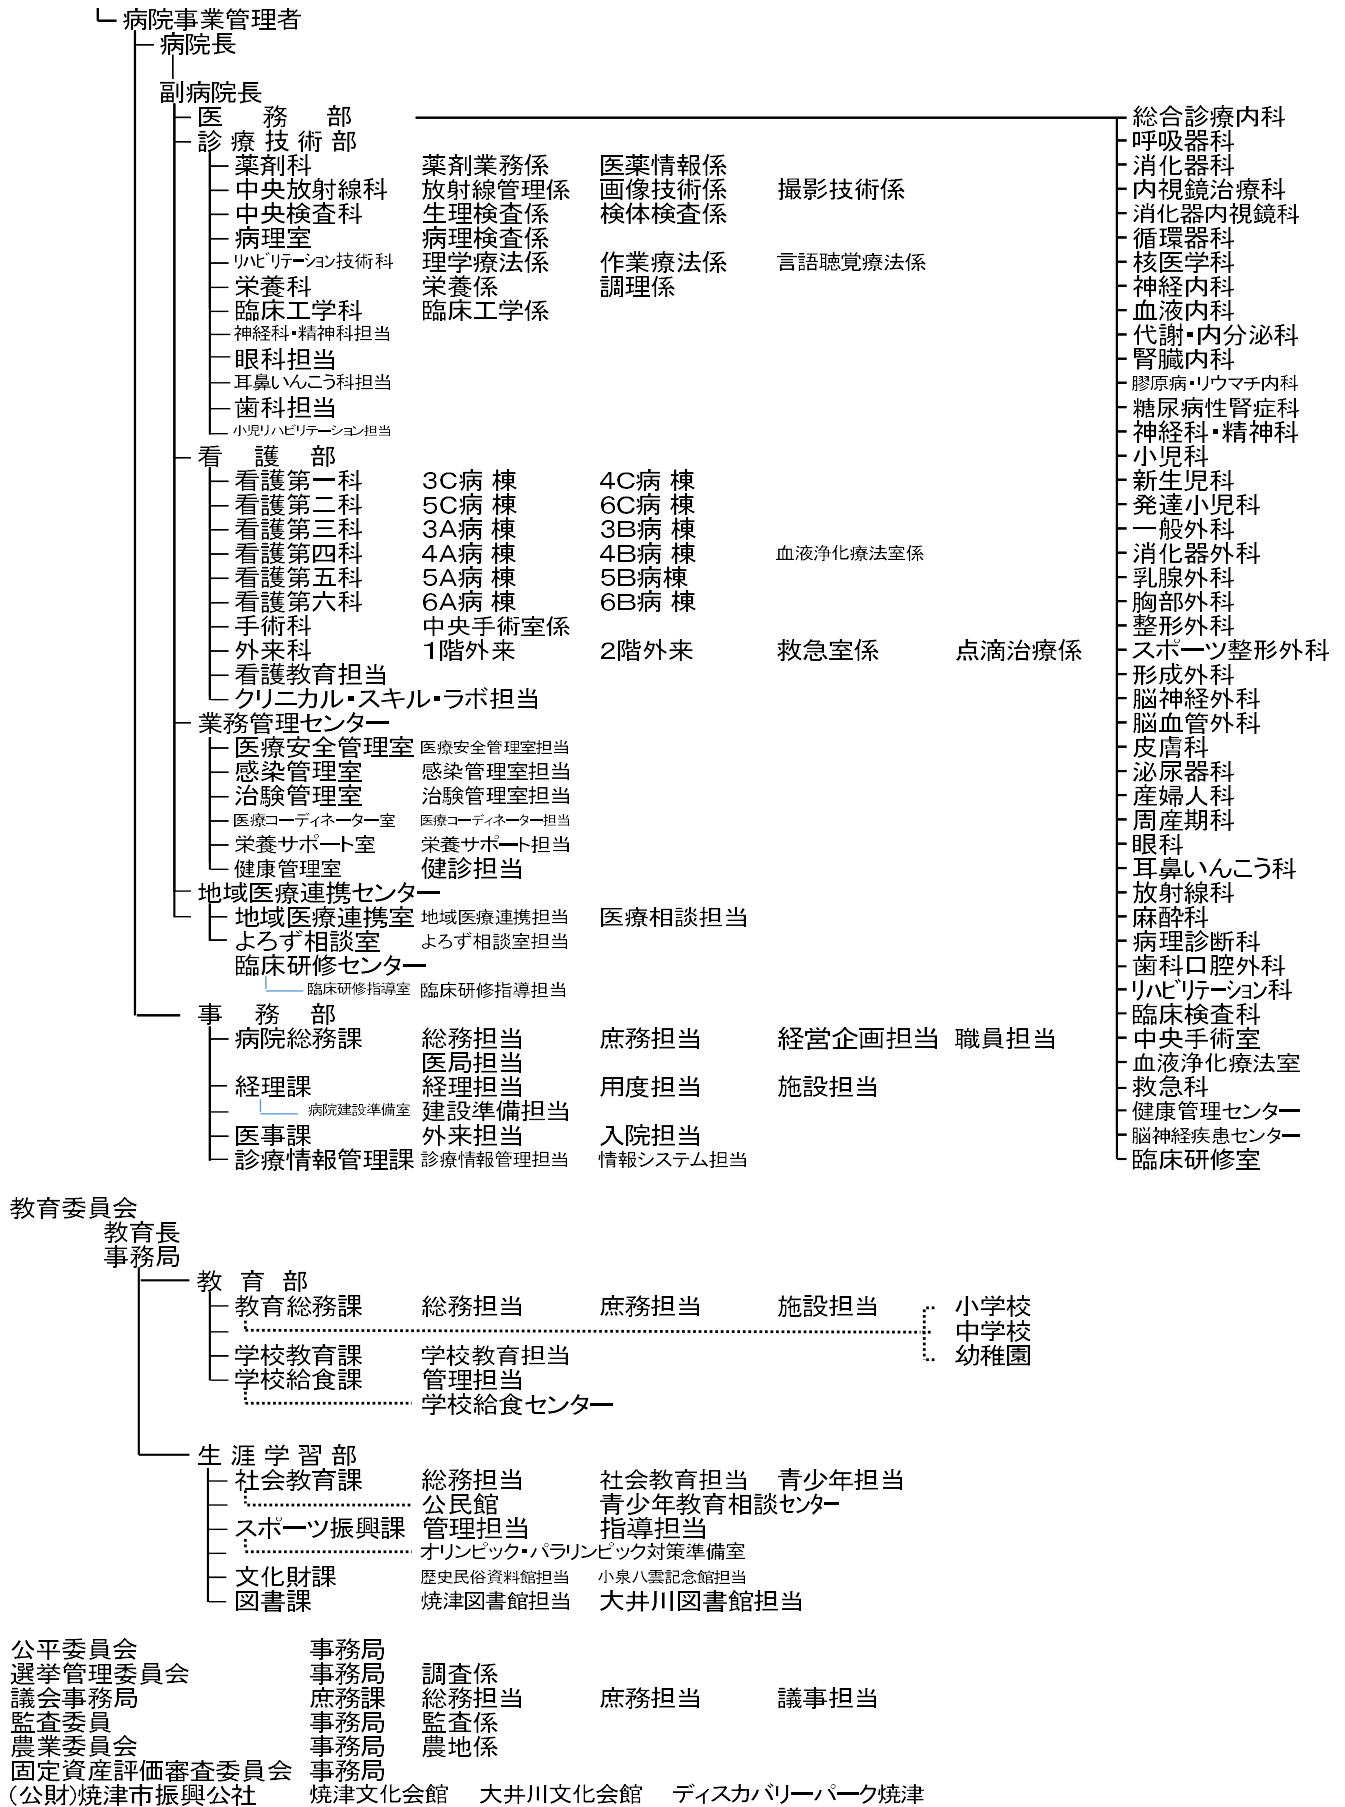 病院事業管理者
病院長
副病院長
医　務　部　総合診療内科
診療技術部　呼吸器科
薬剤科　薬剤業務係　医薬情報係　消化器科
中央放射線科　放射線管理係　画像技術係　撮影技術係　内視鏡治療科
中央検査科　生理検査係　検体検査係　消化器内視鏡科
病理室　病理検査係　循環器科
リハビリテーション技術科　理学療法係　作業療法係　言語聴覚療法係　核医学科
栄養科　栄養係　調理係　神経内科
臨床工学科　臨床工学係　血液内科
神経科・精神科担当　代謝・内分泌科
眼科担当　腎臓内科
耳鼻いんこう科担当　膠原病・リウマチ内科
歯科担当　糖尿病性腎症科
小児リハビリテーション担当　神経科・精神科
看　護　部　小児科
看護第一科　3C病 棟　4C病 棟　新生児科
看護第二科　5C病 棟　6C病 棟　発達小児科
看護第三科　3A病 棟　3B病 棟　一般外科
看護第四科　4A病 棟　4B病 棟　血液浄化療法室係　消化器外科
看護第五科　5A病 棟　5B病棟　乳腺外科
看護第六科　6A病 棟　6B病 棟　胸部外科
手術科　中央手術室係　整形外科
外来科　1階外来　2階外来　救急室係　点滴治療係　スポーツ整形外科
看護教育担当　形成外科
クリニカル・スキル・ラボ担当　脳神経外科
業務管理センター　脳血管外科
医療安全管理室　医療安全管理室担当　皮膚科
感染管理室　感染管理室担当　泌尿器科
治験管理室　治験管理室担当　産婦人科
医療コーディネーター室　医療コーディネーター担当　周産期科
栄養サポート室　栄養サポート担当　眼科
健康管理室　健診担当　耳鼻いんこう科
地域医療連携センター　放射線科
地域医療連携室　地域医療連携担当　医療相談担当　麻酔科
よろず相談室　よろず相談室担当　病理診断科
臨床研修センター　歯科口腔外科
臨床研修指導室　臨床研修指導担当　リハビリテーション科
事　務　部　臨床検査科
病院総務課　総務担当　庶務担当　経営企画担当　職員担当　中央手術室
医局担当　血液浄化療法室
経理課　経理担当　用度担当　施設担当　救急科
病院建設準備室　建設準備担当　健康管理センター
医事課　外来担当　入院担当　脳神経疾患センター
診療情報管理課　診療情報管理担当　情報システム担当　臨床研修室
教育委員会
教育長
事務局
教　育　部
教育総務課　総務担当　庶務担当　施設担当　小学校
中学校
学校教育課　学校教育担当　幼稚園
学校給食課　管理担当
学校給食センター
生涯学習部
社会教育課　総務担当　社会教育担当　青少年担当
公民館　青少年教育相談センター
スポーツ振興課　管理担当　指導担当
オリンピック・パラリンピック対策準備室
文化財課　歴史民俗資料館担当　小泉八雲記念館担当
図書課　焼津図書館担当　大井川図書館担当
公平委員会　事務局
選挙管理委員会　事務局　調査係
議会事務局　庶務課　総務担当　庶務担当　議事担当
監査委員　事務局　監査係
農業委員会　事務局　農地係
固定資産評価審査委員会　事務局
(公財)焼津市振興公社　焼津文化会館　大井川文化会館　ディスカバリーパーク焼津